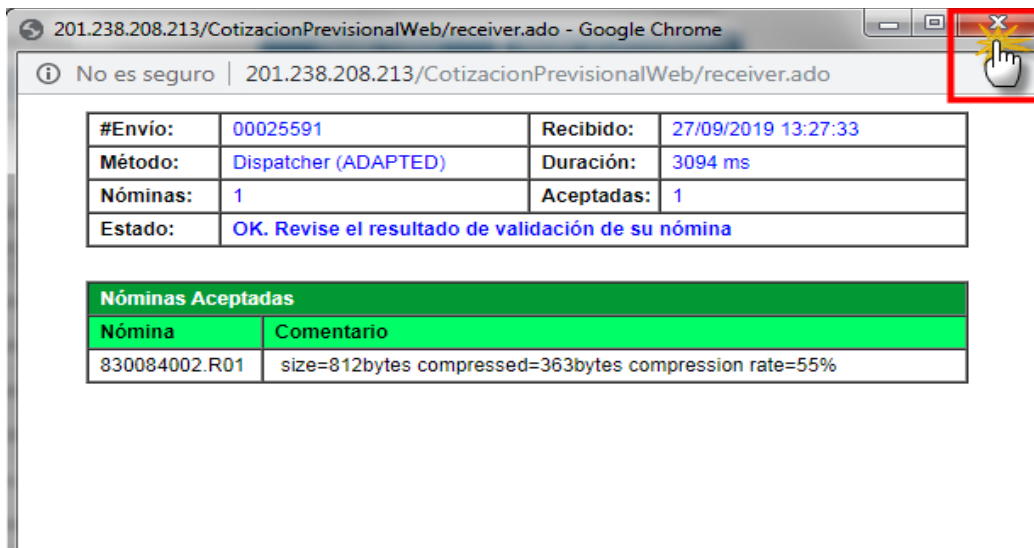 201.238.208.213/CotizacionPrevisionalWeb/receiver.ado - Google Chrome
No es seguro | 201.238.208.213/CotizacionPrevisionalWeb/receiver.ado
#Envío: 00025591 Recibido: 27/09/2019 13:27:33
Método: Dispatcher (ADAPTED) Duración: 3094 ms
Nóminas: 1 Aceptadas: 1
Estado: OK. Revise el resultado de validación de su nómina
Nóminas Aceptadas
Nómina Comentario
830084002.R01 size=812bytes compressed=363bytes compression rate=55%